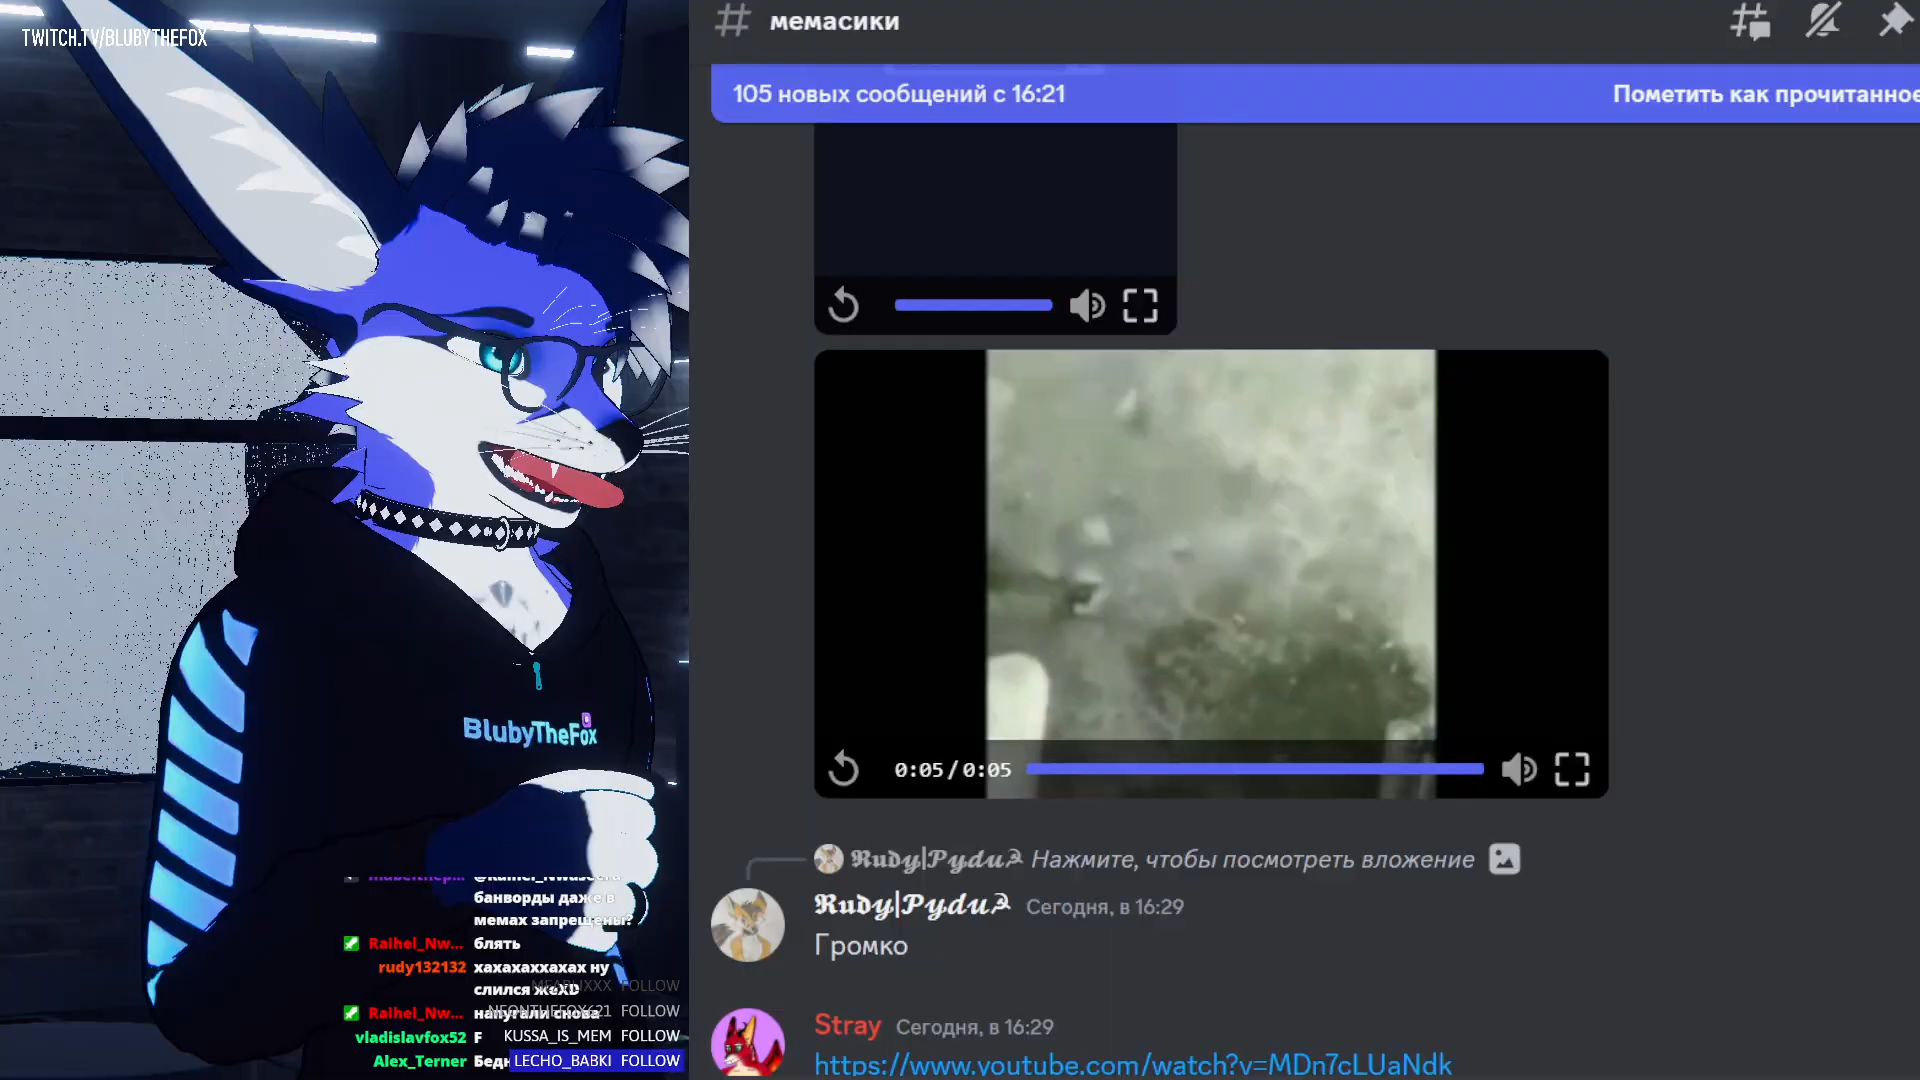 TWITCH.TV/BLUBYTHEFOX
# мемасики
105 новых сообщений с 16:21
Пометить как прочитанное
0:05/0:05
𝕽𝖚𝖉𝖞|𝓟𝔂𝓭𝓾☭ Нажмите, чтобы посмотреть вложение
𝕽𝖚𝖉𝖞|𝓟𝔂𝓭𝓾☭ Сегодня, в 16:29
Громко
Stray Сегодня, в 16:29
https://www.youtube.com/watch?v=MDn7cLUaNdk
BlubyTheFox
банворды даже в
мемах запрещены?
Raihel_Nw... блять
rudy132132 хахахаххахах ну
слился жеXD
Raihel_Nw... напугали снова
vladislavfox52 F
Alex_Terner
FOLLOW
FOLLOW
KUSSA_IS_MEM FOLLOW
LECHO_BABKI FOLLOW